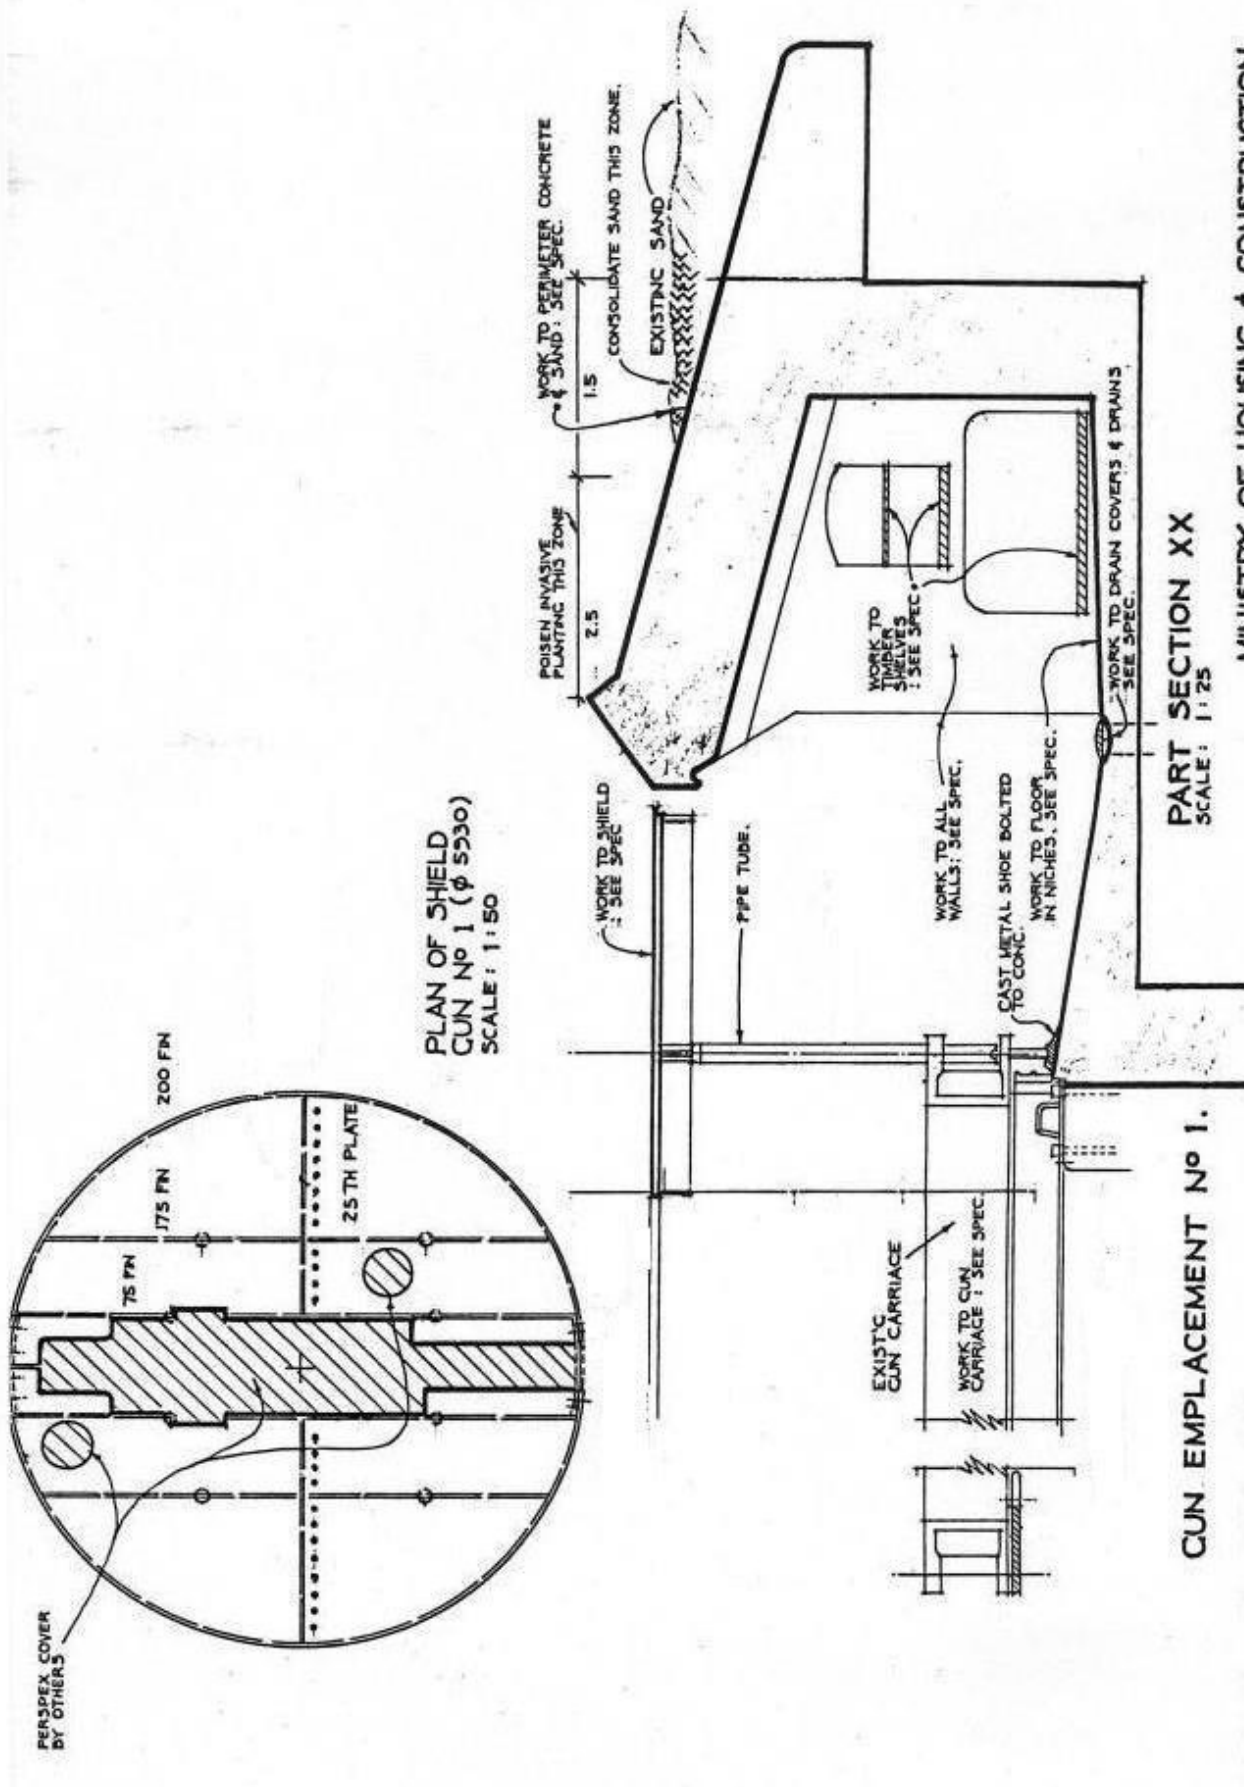 PERSPEX COVER
BY OTHERS
75 FIN
175 FIN
200 FIN
25 TH PLATE
PLAN OF SHIELD
GUN Nº 1 (φ 5930)
SCALE : 1:50
POISEN INVASIVE
PLANTING THIS ZONE
2.5
WORK TO PERIMETER CONCRETE
& SAND : SEE SPEC.
1.5
CONSOLIDATE SAND THIS ZONE.
EXISTING SAND
WORK TO SHIELD
: SEE SPEC
PIPE TUBE.
WORK TO
TIMBER
SHELVES
: SEE SPEC.
WORK TO ALL
WALLS: SEE SPEC.
CAST METAL SHOE BOLTED
TO CONC.
WORK TO FLOOR
IN NICHES. SEE SPEC.
WORK TO DRAIN COVERS & DRAINS
SEE SPEC.
EXIST'G
GUN CARRIAGE
WORK TO GUN
CARRIAGE : SEE SPEC.
PART SECTION XX
SCALE: 1:25
GUN EMPLACEMENT Nº 1.
MINISTRY OF HOUSING & CONSTRUCTION